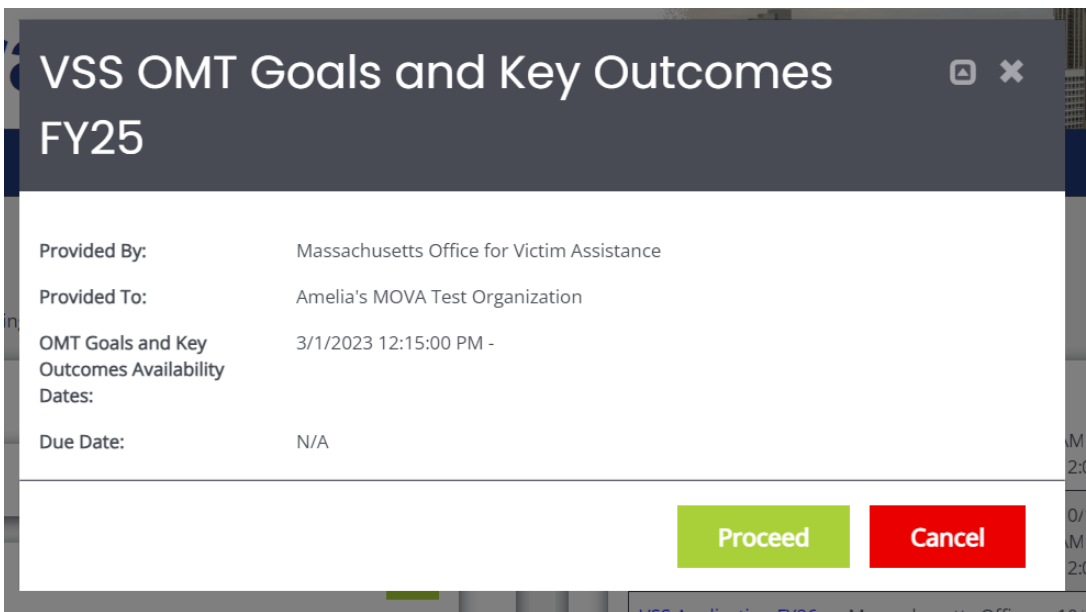 VSS OMT Goals and Key Outcomes
FY25
Provided By: Massachusetts Office for Victim Assistance
Provided To: Amelia's MOVA Test Organization
OMT Goals and Key 3/1/2023 12:15:00 PM -
Outcomes Availability
Dates:
Due Date: N/A
Proceed Cancel